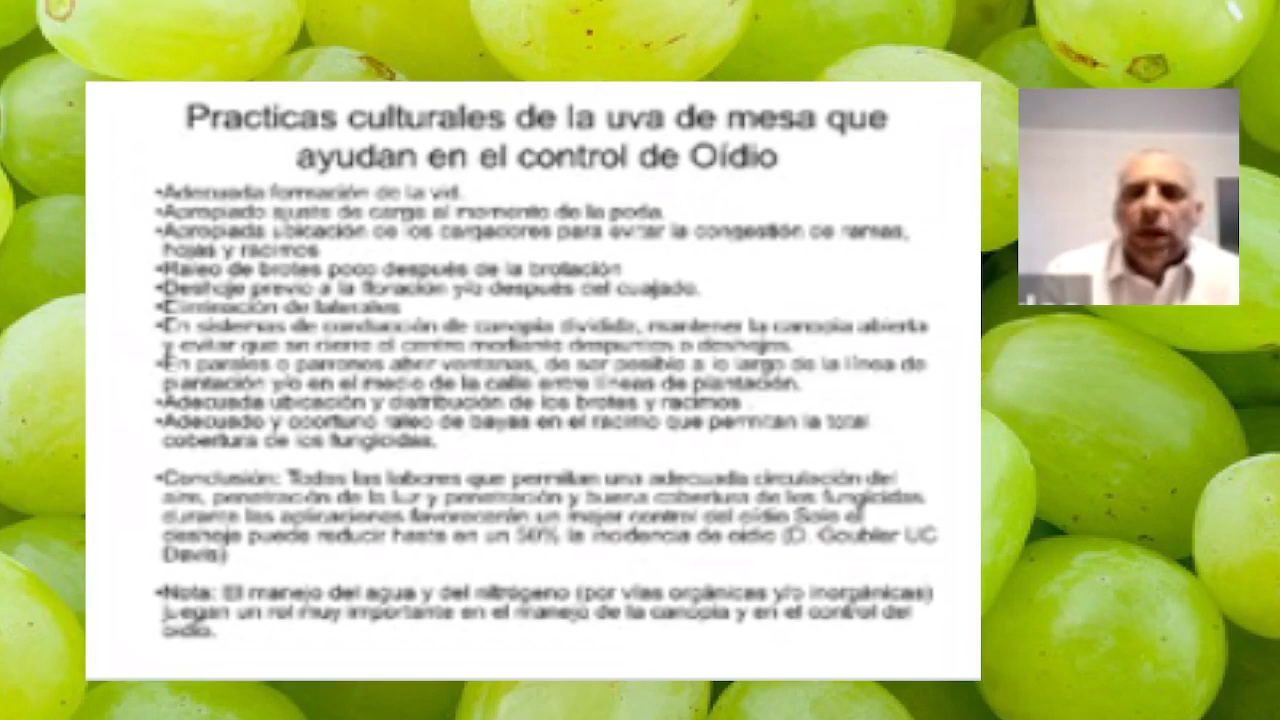 Practicas culturales de la uva de mesa que
ayudan en el control de Oídio
•Adecuada formación de la vid.
•Apropiado ajuste de carga al momento de la poda.
•Apropiada ubicación de los cargadores para evitar la congestión de ramas,
hojas y racimos
•Raleo de brotes poco después de la brotación
•Deshoje previo a la floración y/o después del cuajado.
•Eliminación de laterales
•En sistemas de conducción de canopia dividida, mantener la canopia abierta
y evitar que se cierre el centro mediante despuntes o deshojes.
•En parrales o parrones abrir ventanas, de ser posible a lo largo de la línea de
plantación y/o en el medio de la calle entre líneas de plantación.
•Adecuada ubicación y distribución de los brotes y racimos
•Adecuado y oportuno raleo de bayas en el racimo que permitan la total
cobertura de los fungicidas.
•Conclusión: Todas las labores que permitan una adecuada circulación del
aire, penetración de la luz y penetración y buena cobertura de los fungicidas
durante las aplicaciones favorecerán un mejor control del oídio Solo el
deshoje puede reducir hasta en un 50% la incidencia de oídio (D. Goubler UC
Davis)
•Nota: El manejo del agua y del nitrógeno (por vías orgánicas y/o inorgánicas)
juegan un rol muy importante en el manejo de la canopia y en el control del
oídio.